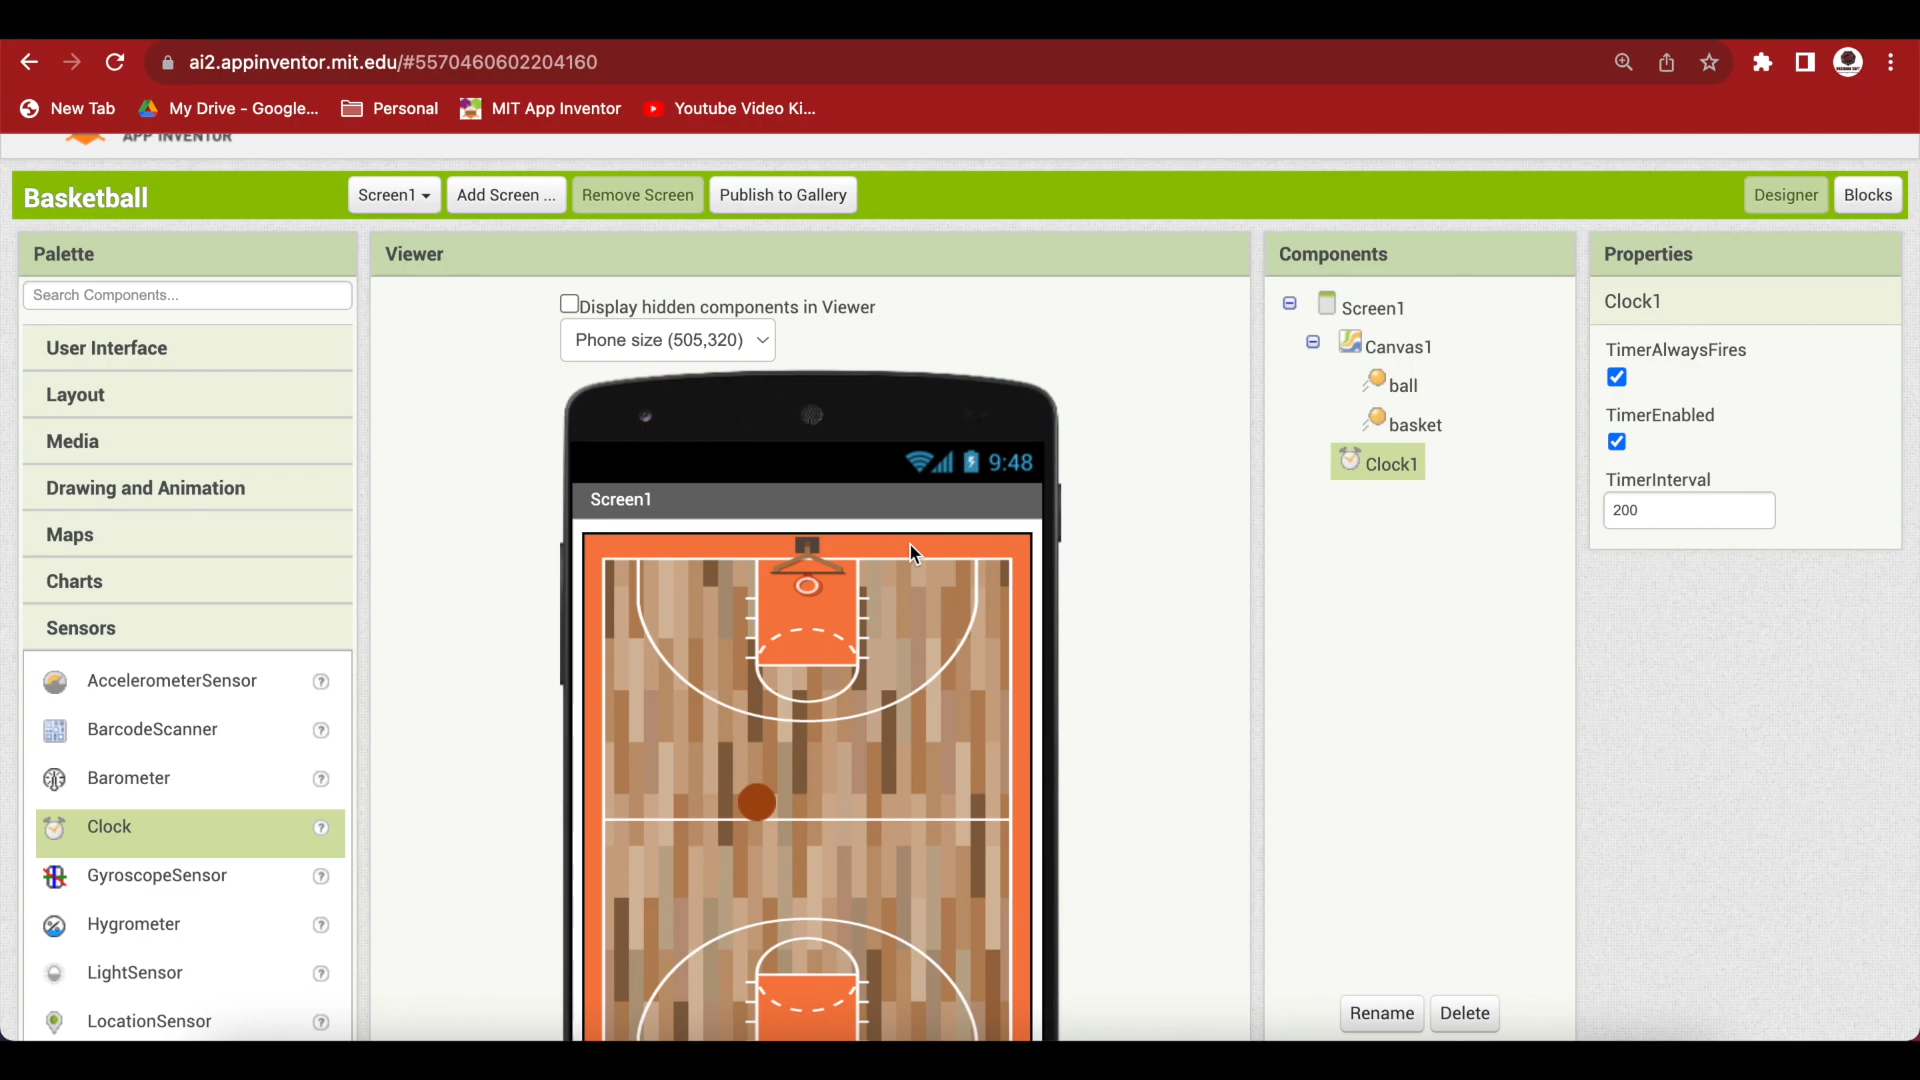 ai2.appinventor.mit.edu/#5570460602204160
New Tab
My Drive - Google...
Personal
MIT App Inventor
Youtube Video Ki...
APP INVENTOR
Basketball
Screen1
Add Screen ...
Remove Screen
Publish to Gallery
Designer
Blocks
Palette
Viewer
Components
Properties
Search Components...
User Interface
Layout
Media
Drawing and Animation
Maps
Charts
Sensors
AccelerometerSensor ?
BarcodeScanner ?
Barometer ?
Clock ?
GyroscopeSensor ?
Hygrometer ?
LightSensor ?
LocationSensor ?
Display hidden components in Viewer
Phone size (505,320)
9:48
Screen1
Screen1
Canvas1
ball
basket
Clock1
Rename
Delete
Clock1
TimerAlwaysFires
TimerEnabled
TimerInterval
200